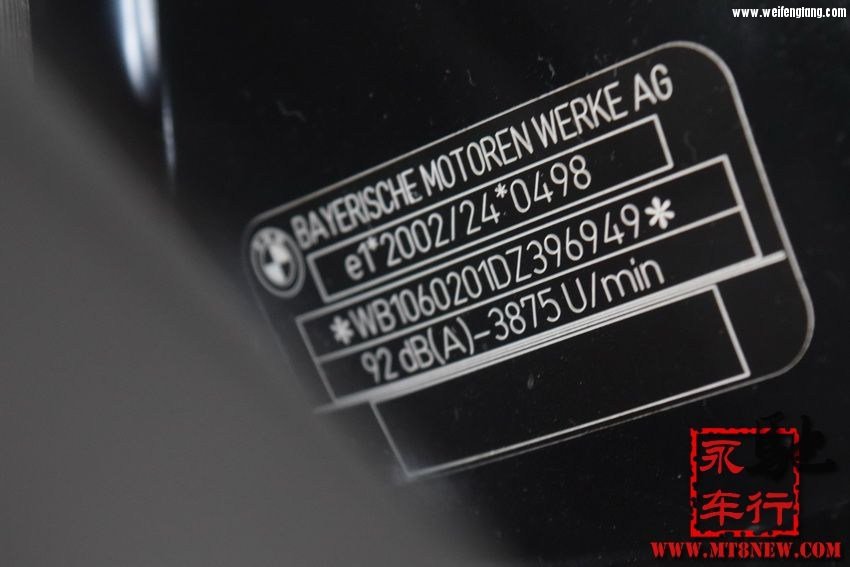 www.weifengtang.com
BAYERISCHE MOTOREN WERKE AG
e1*2002/24*0498
*WB1060201DZ396949*
92 dB(A)-3875 U/min
永馳
车行
WWW.MT8NEW.COM